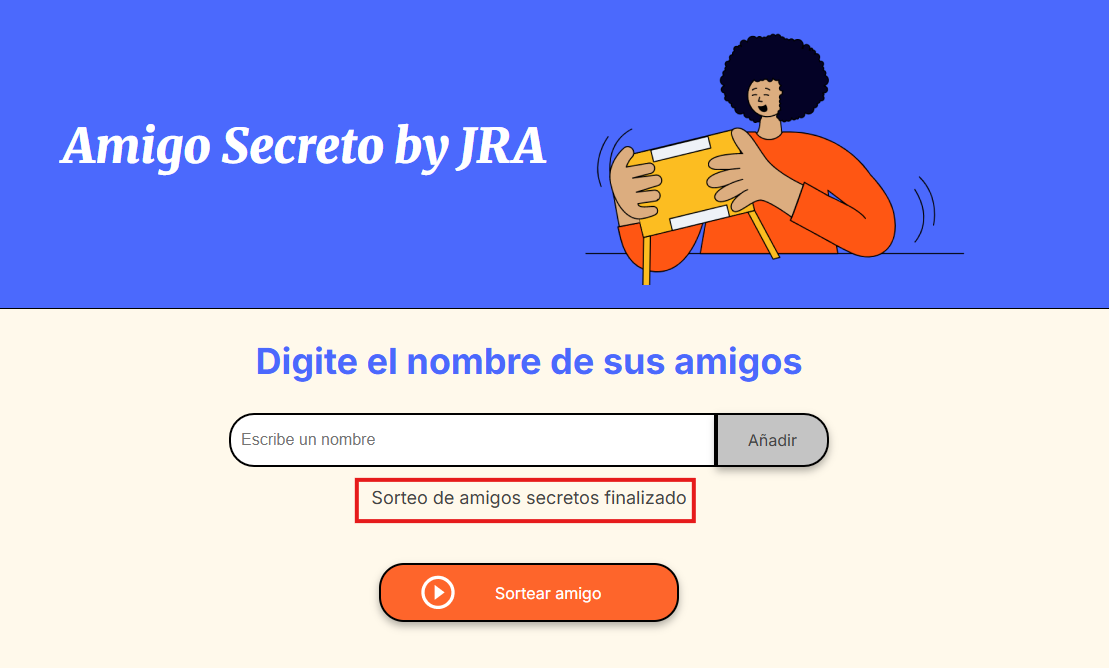 Amigo Secreto by JRA
Digite el nombre de sus amigos
Escribe un nombre
Añadir
Sorteo de amigos secretos finalizado
Sortear amigo